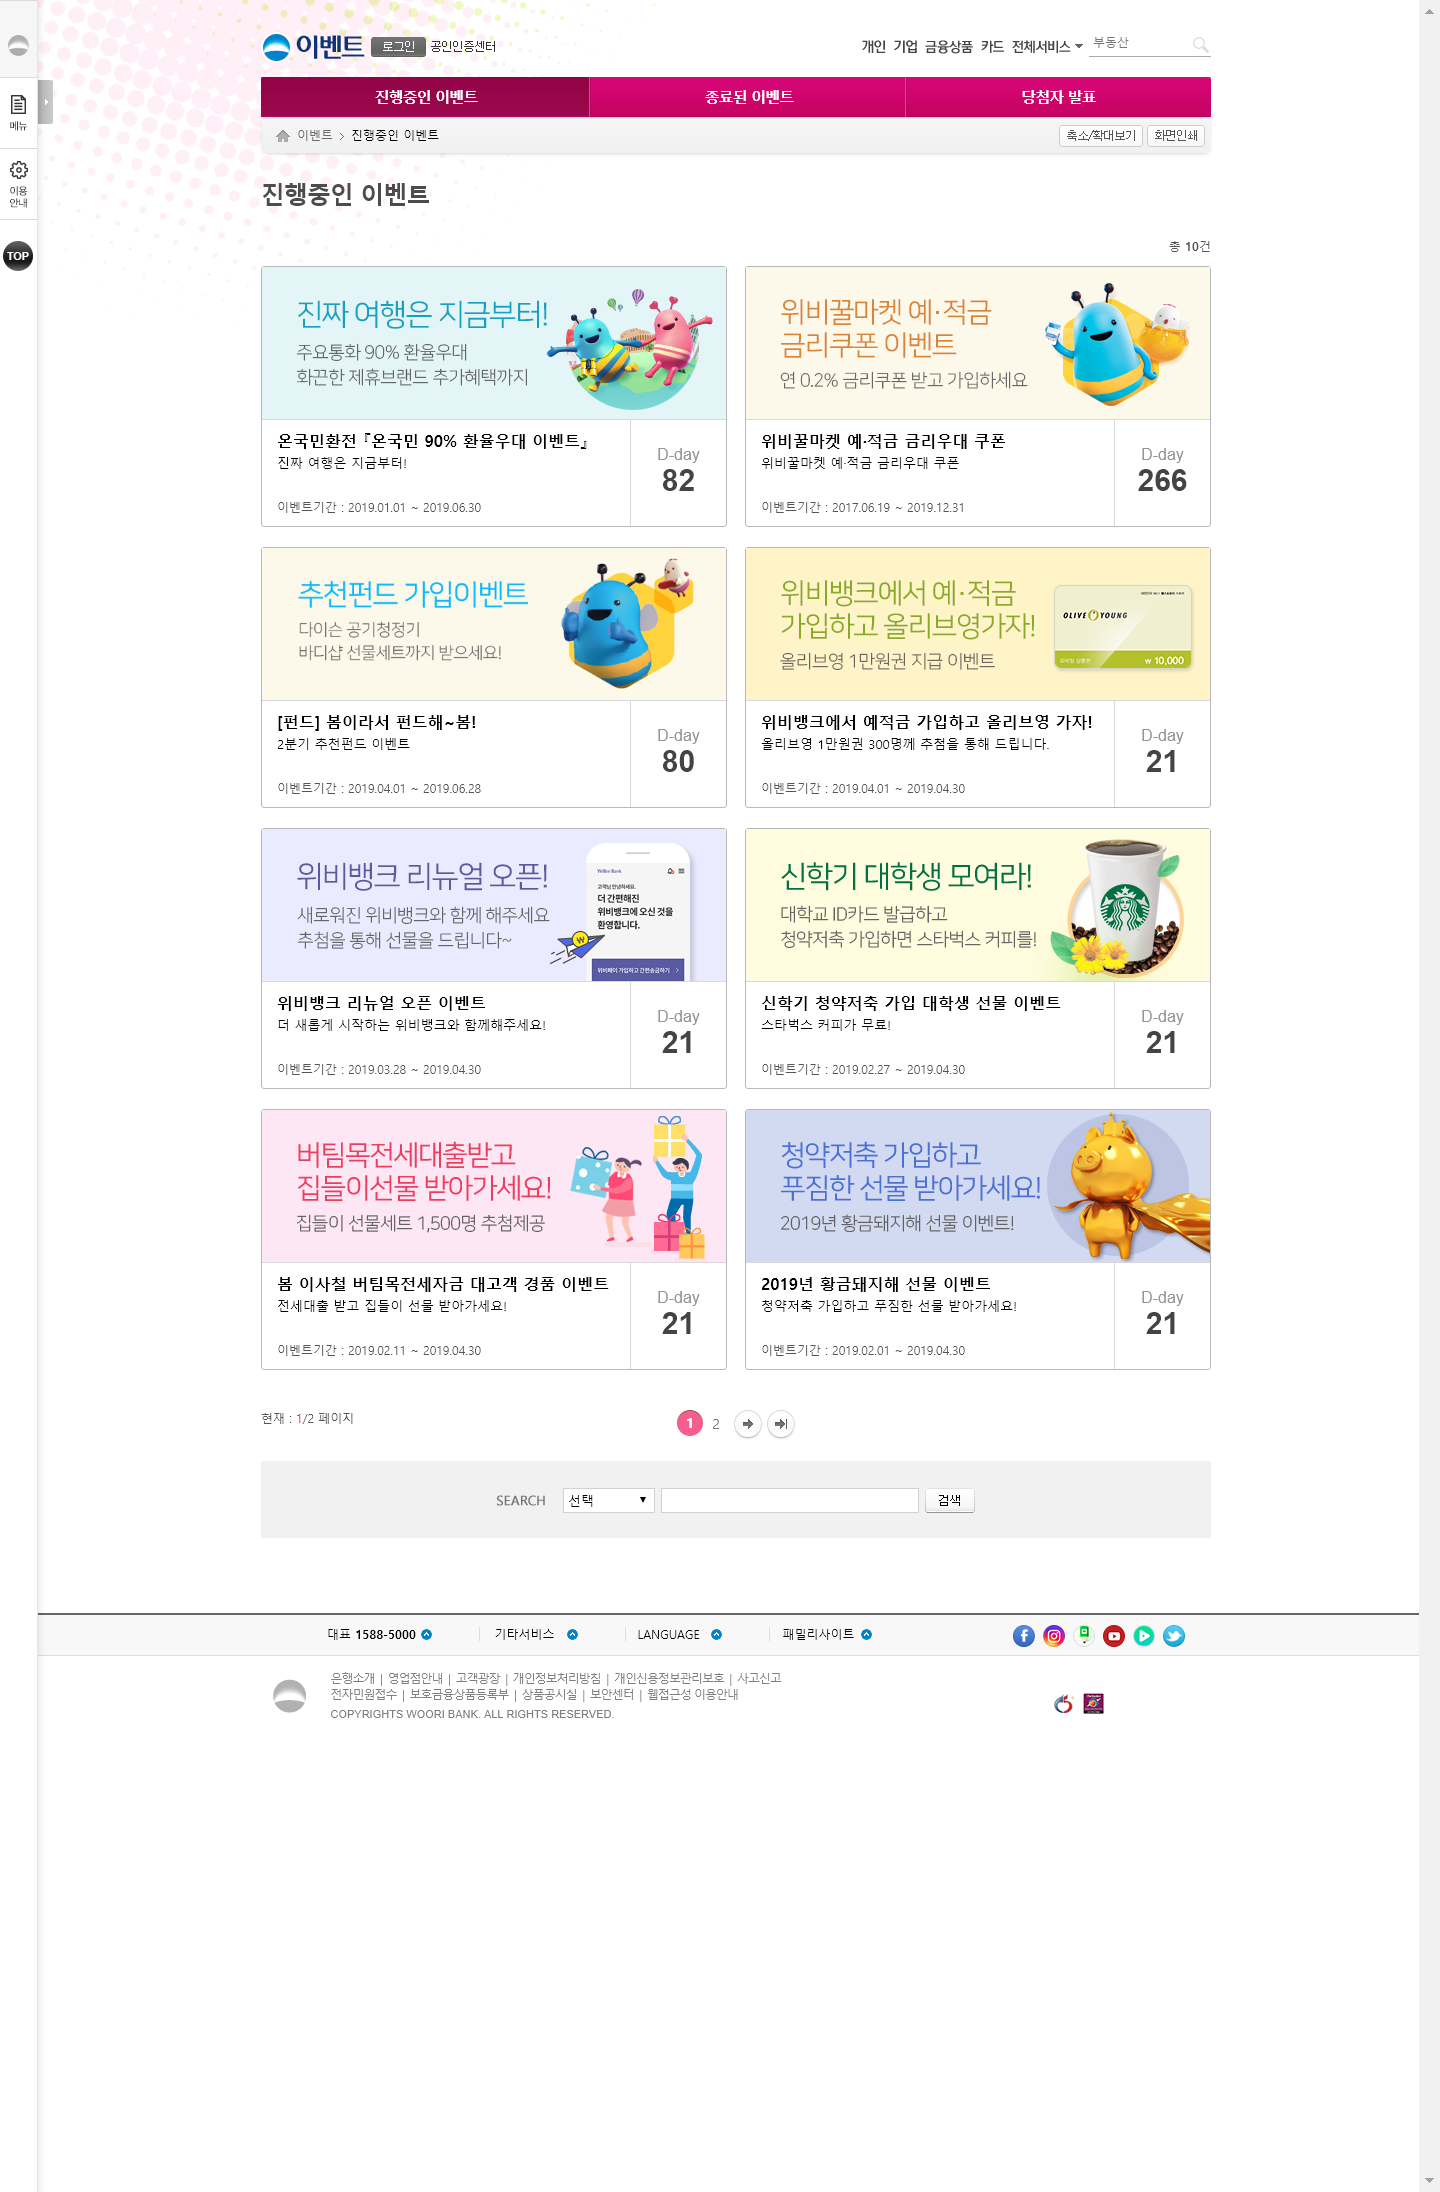 이벤트 로그인 공인인증센터
개인 기업 금융상품 카드 전체서비스 부동산
메뉴
이용
안내
TOP
진행중인 이벤트 종료된 이벤트 당첨자 발표
이벤트 > 진행중인 이벤트
축소/확대보기 화면인쇄
진행중인 이벤트
총 10건
진짜 여행은 지금부터!
주요통화 90% 환율우대
화끈한 제휴브랜드 추가혜택까지
온국민환전 『온국민 90% 환율우대 이벤트』
진짜 여행은 지금부터!
이벤트기간 : 2019.01.01 ~ 2019.06.30
D-day
82
위비꿀마켓 예·적금
금리쿠폰 이벤트
연 0.2% 금리쿠폰 받고 가입하세요
위비꿀마켓 예·적금 금리우대 쿠폰
위비꿀마켓 예·적금 금리우대 쿠폰
이벤트기간 : 2017.06.19 ~ 2019.12.31
D-day
266
추천펀드 가입이벤트
다이슨 공기청정기
바디샵 선물세트까지 받으세요!
[펀드] 봄이라서 펀드해~봄!
2분기 추천펀드 이벤트
이벤트기간 : 2019.04.01 ~ 2019.06.28
D-day
80
위비뱅크에서 예·적금
가입하고 올리브영가자!
올리브영 1만원권 지급 이벤트
OLIVE YOUNG
₩ 10,000
위비뱅크에서 예적금 가입하고 올리브영 가자!
올리브영 1만원권 300명께 추첨을 통해 드립니다.
이벤트기간 : 2019.04.01 ~ 2019.04.30
D-day
21
위비뱅크 리뉴얼 오픈!
새로워진 위비뱅크와 함께 해주세요
추첨을 통해 선물을 드립니다~
WiBee Bank
고객님 안녕하세요.
더 간편해진
위비뱅크에 오신 것을
환영합니다.
위비페이 가입하고 간편송금하기 >
위비뱅크 리뉴얼 오픈 이벤트
더 새롭게 시작하는 위비뱅크와 함께해주세요!
이벤트기간 : 2019.03.28 ~ 2019.04.30
D-day
21
신학기 대학생 모여라!
대학교 ID카드 발급하고
청약저축 가입하면 스타벅스 커피를!
신학기 청약저축 가입 대학생 선물 이벤트
스타벅스 커피가 무료!
이벤트기간 : 2019.02.27 ~ 2019.04.30
D-day
21
버팀목전세대출받고
집들이선물 받아가세요!
집들이 선물세트 1,500명 추첨제공
봄 이사철 버팀목전세자금 대고객 경품 이벤트
전세대출 받고 집들이 선물 받아가세요!
이벤트기간 : 2019.02.11 ~ 2019.04.30
D-day
21
청약저축 가입하고
푸짐한 선물 받아가세요!
2019년 황금돼지해 선물 이벤트!
2019년 황금돼지해 선물 이벤트
청약저축 가입하고 푸짐한 선물 받아가세요!
이벤트기간 : 2019.02.01 ~ 2019.04.30
D-day
21
현재 : 1/2 페이지
1 2
SEARCH 선택 검색
대표 1588-5000 기타서비스 LANGUAGE 패밀리사이트
은행소개 | 영업점안내 | 고객광장 | 개인정보처리방침 | 개인신용정보관리보호 | 사고신고
전자민원접수 | 보호금융상품등록부 | 상품공시실 | 보안센터 | 웹접근성 이용안내
COPYRIGHTS WOORI BANK. ALL RIGHTS RESERVED.